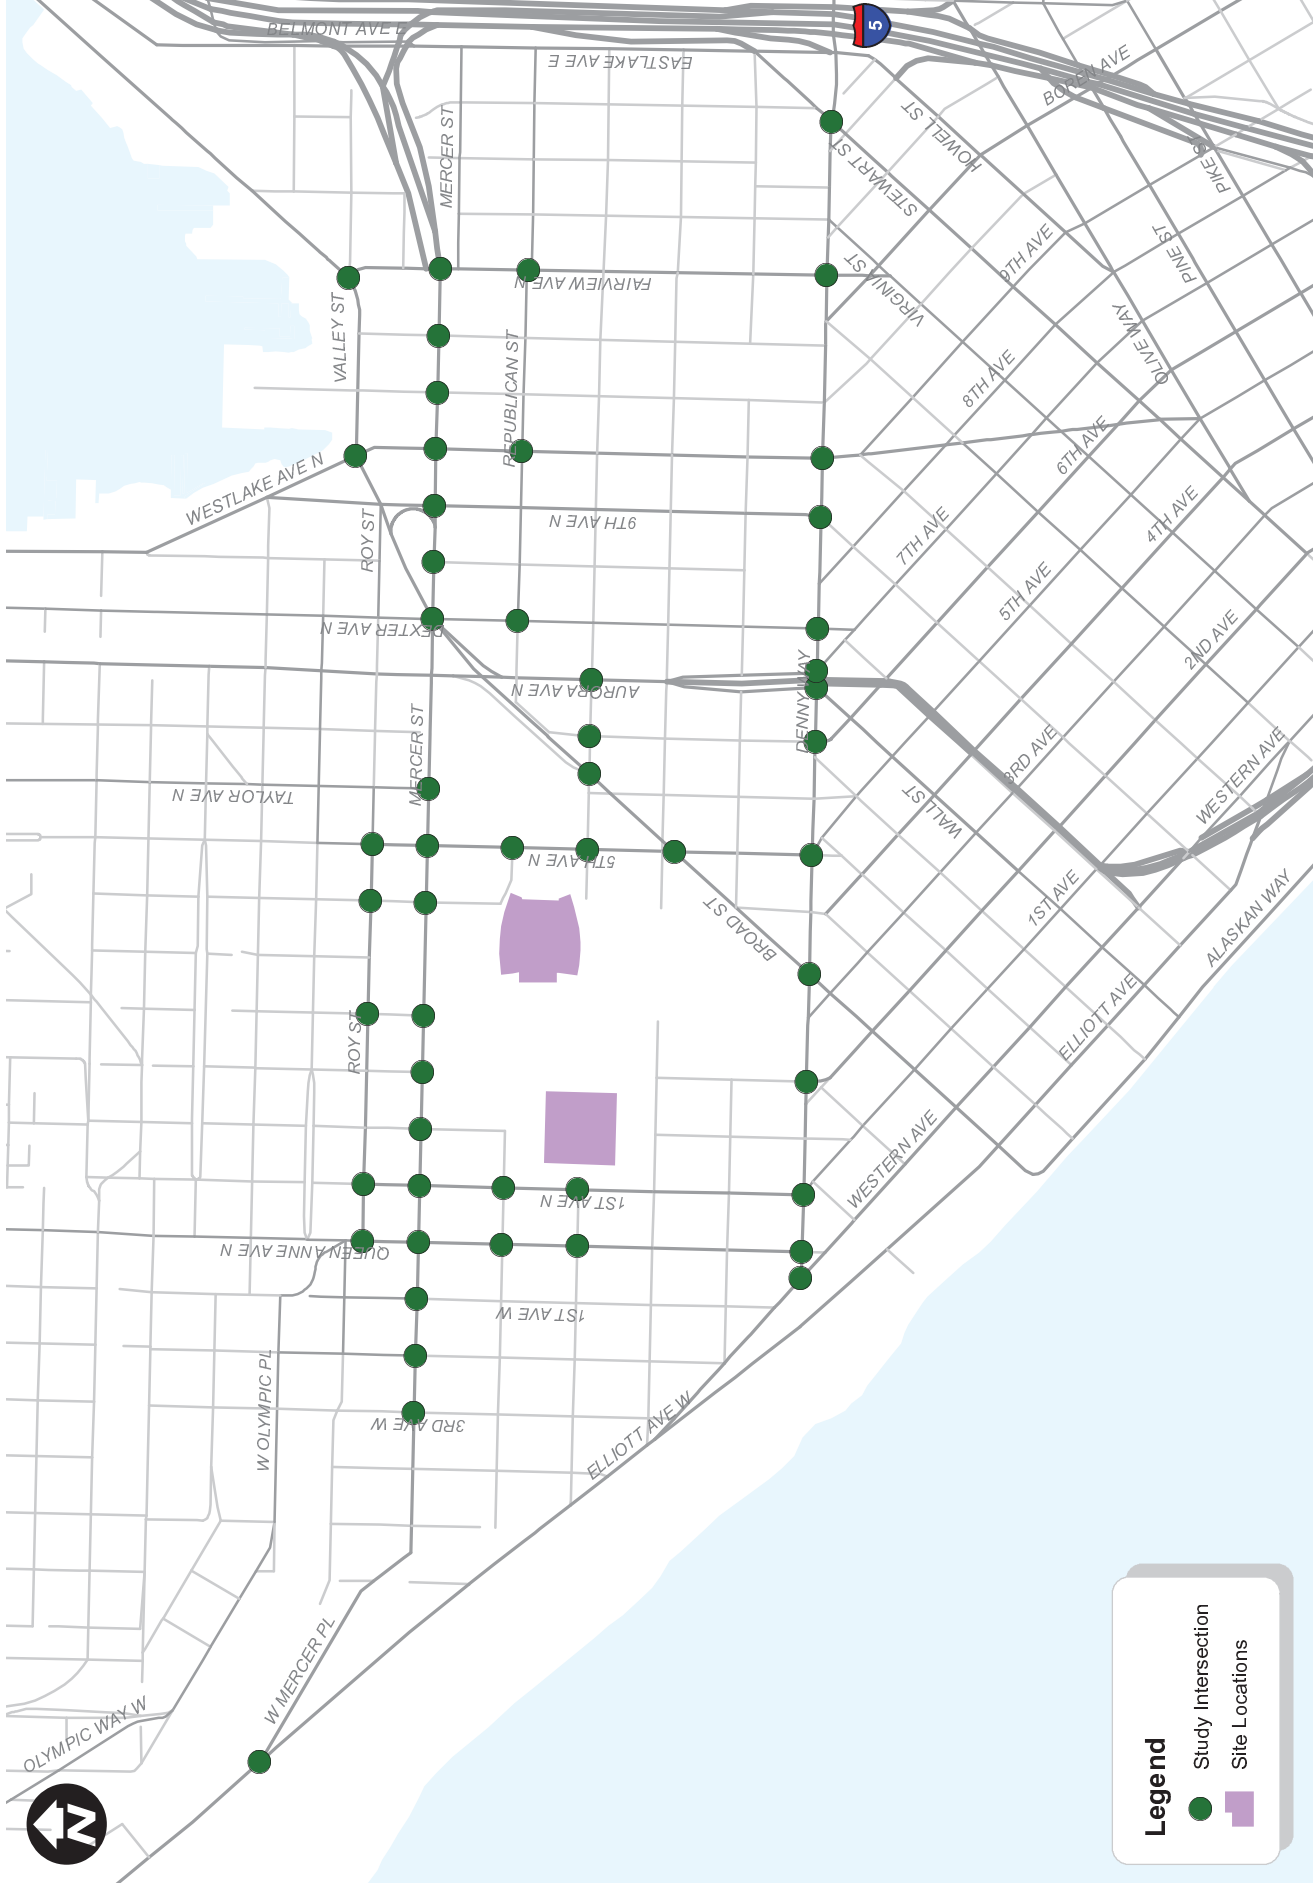 BELMONT AVE E
5
EASTLAKE AVE E
BOREN AVE
MERCER ST
HOWELL ST
STEWART ST
PIKE ST
PINE ST
9TH AVE
VIRGINIA ST
FAIRVIEW AVE N
VALLEY ST
REPUBLICAN ST
OLIVE WAY
8TH AVE
6TH AVE
WESTLAKE AVE N
4TH AVE
9TH AVE N
ROY ST
7TH AVE
5TH AVE
2ND AVE
DEXTER AVE N
AURORA AVE N
DENNY WAY
MERCER ST
3RD AVE
WESTERN AVE
TAYLOR AVE N
WALL ST
5TH AVE N
1ST AVE
BROAD ST
ALASKAN WAY
ROY ST
ELLIOTT AVE
WESTERN AVE
1ST AVE N
QUEEN ANNE AVE N
1ST AVE W
W OLYMPIC PL
3RD AVE W
ELLIOTT AVE W
W MERCER PL
OLYMPIC WAY W
N
Legend
Study Intersection
Site Locations